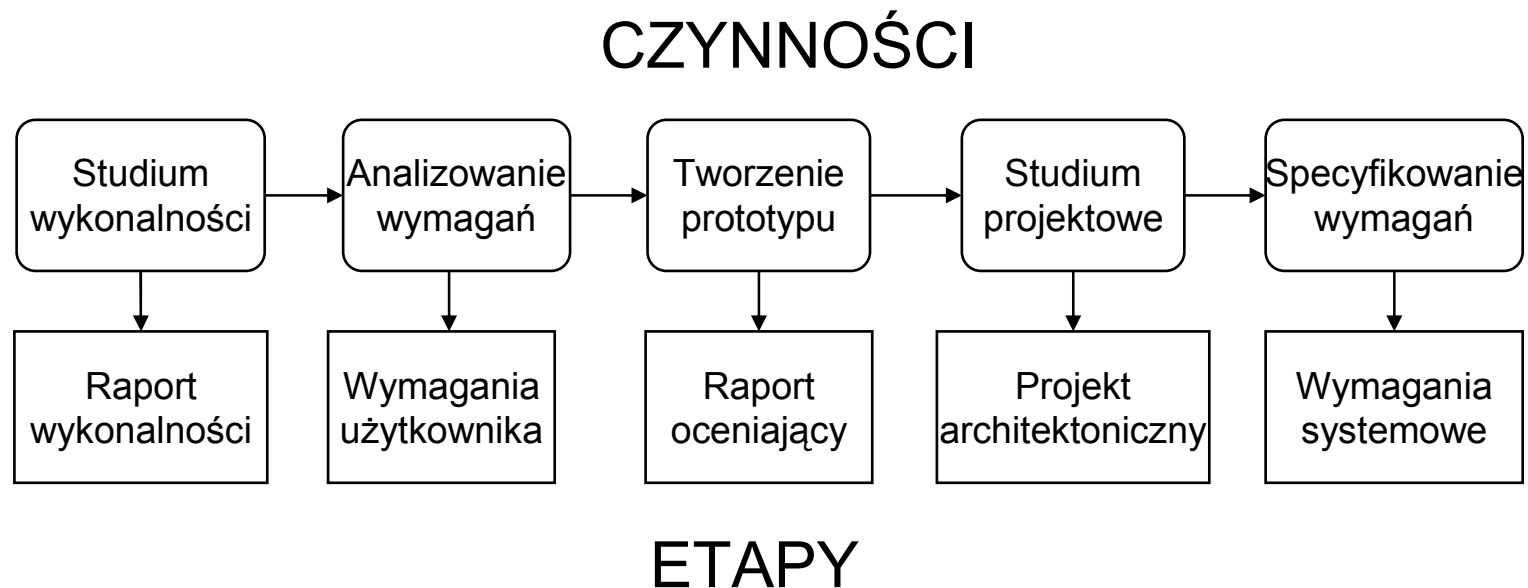 CZYNNOŚCI
Studium
wykonalności
Analizowanie
wymagań
Tworzenie
prototypu
Studium
projektowe
Specyfikowanie
wymagań
Raport
wykonalności
Wymagania
użytkownika
Raport
oceniający
Projekt
architektoniczny
Wymagania
systemowe
ETAPY